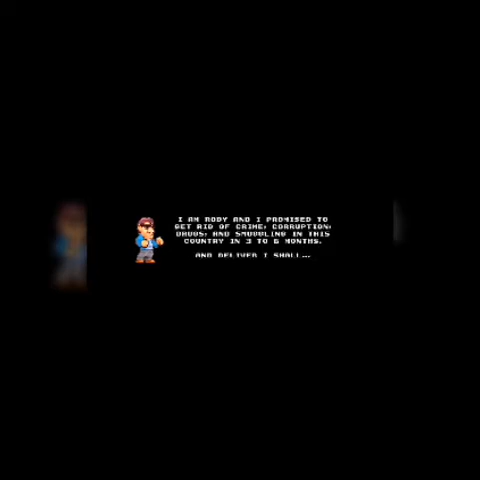 I AM RODY AND I PROMISED TO
GET RID OF CRIME, CORRUPTION,
DRUGS, AND SMUGGLING IN THIS
COUNTRY IN 3 TO 6 MONTHS.
AND DELIVER I SHALL...